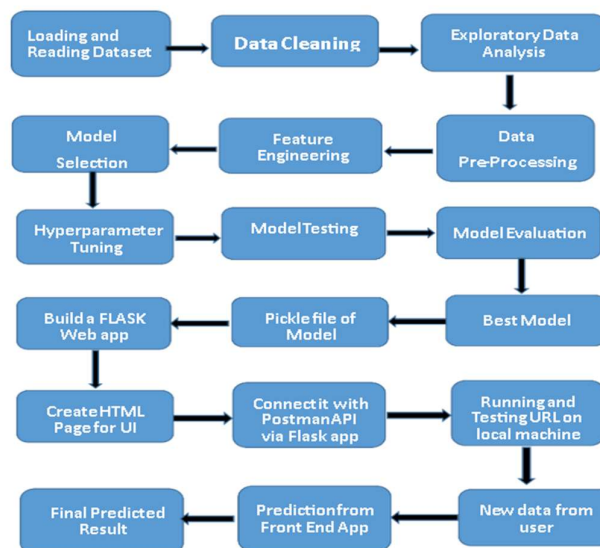 Loading and
Reading Dataset
Data Cleaning
Exploratory Data
Analysis
Data
Pre-Processing
Feature
Engineering
Model
Selection
Hyperparameter
Tuning
Model Testing
Model Evaluation
Best Model
Pickle file of
Model
Build a FLASK
Web app
Create HTML
Page for UI
Connect it with
Postman API
via Flask app
Running and
Testing URL on
local machine
New data from
user
Prediction from
Front End App
Final Predicted
Result